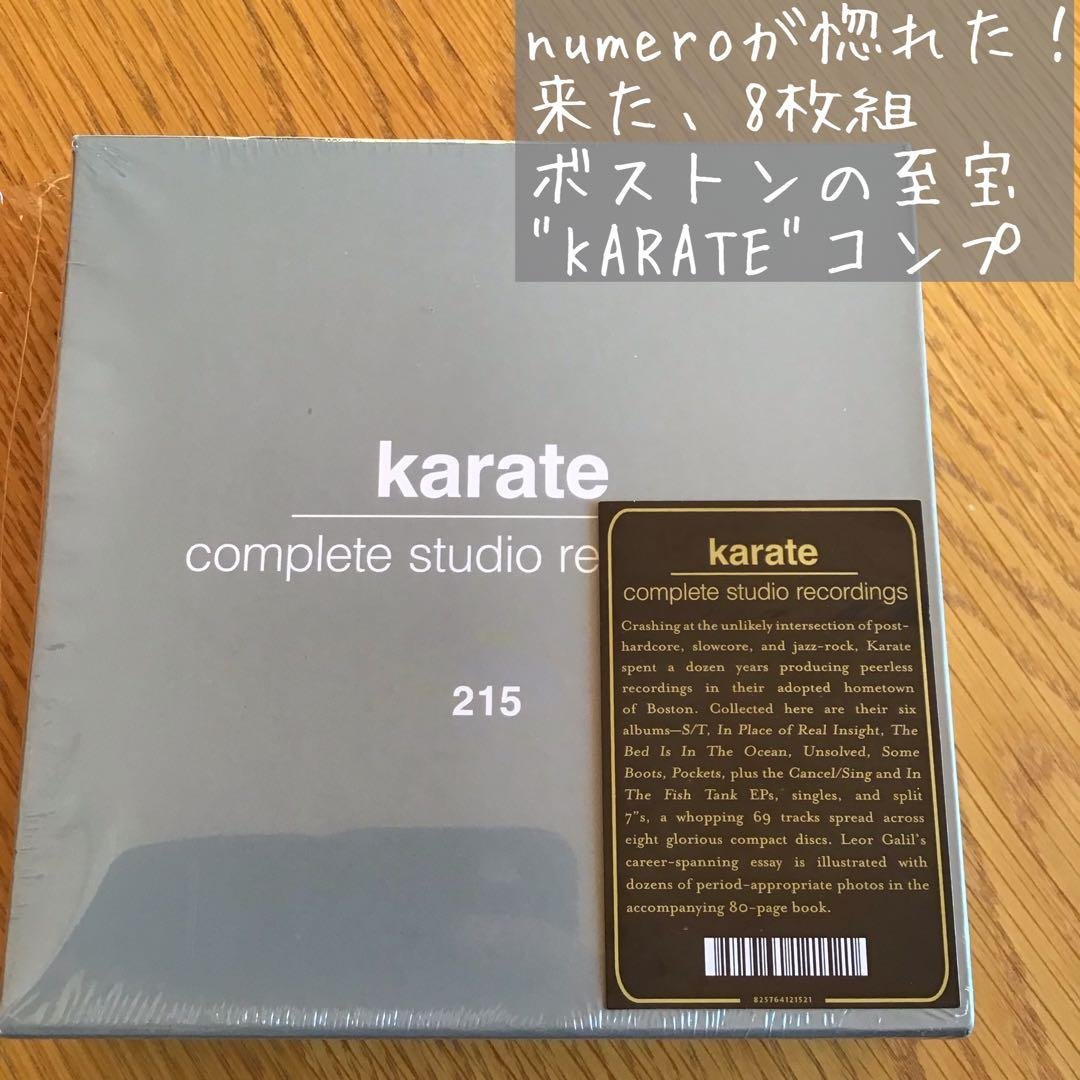 numeroが惚れた！
来た、8枚組
ボストンの至宝
"KARATE"コンプ
karate
complete studio re
215
karate
complete studio recordings
Crashing at the unlikely intersection of post-
hardcore, slowcore, and jazz-rock, Karate
spent a dozen years producing peerless
recordings in their adopted hometown
of Boston. Collected here are their six
albums—S/T, In Place of Real Insight, The
Bed Is In The Ocean, Unsolved, Some
Boots, Pockets, plus the Cancel/Sing and In
The Fish Tank EPs, singles, and split
7"s, a whopping 69 tracks spread across
eight glorious compact discs. Leor Galil's
career-spanning essay is illustrated with
dozens of period-appropriate photos in the
accompanying 80-page book.
825764121521